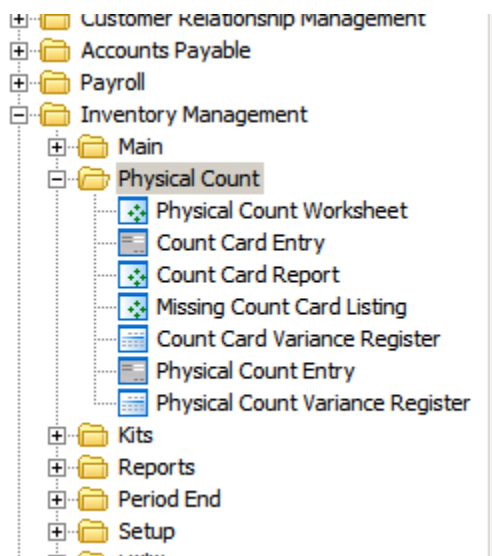 Customer Relationship Management
Accounts Payable
Payroll
Inventory Management
Main
Physical Count
Physical Count Worksheet
Count Card Entry
Count Card Report
Missing Count Card Listing
Count Card Variance Register
Physical Count Entry
Physical Count Variance Register
Kits
Reports
Period End
Setup